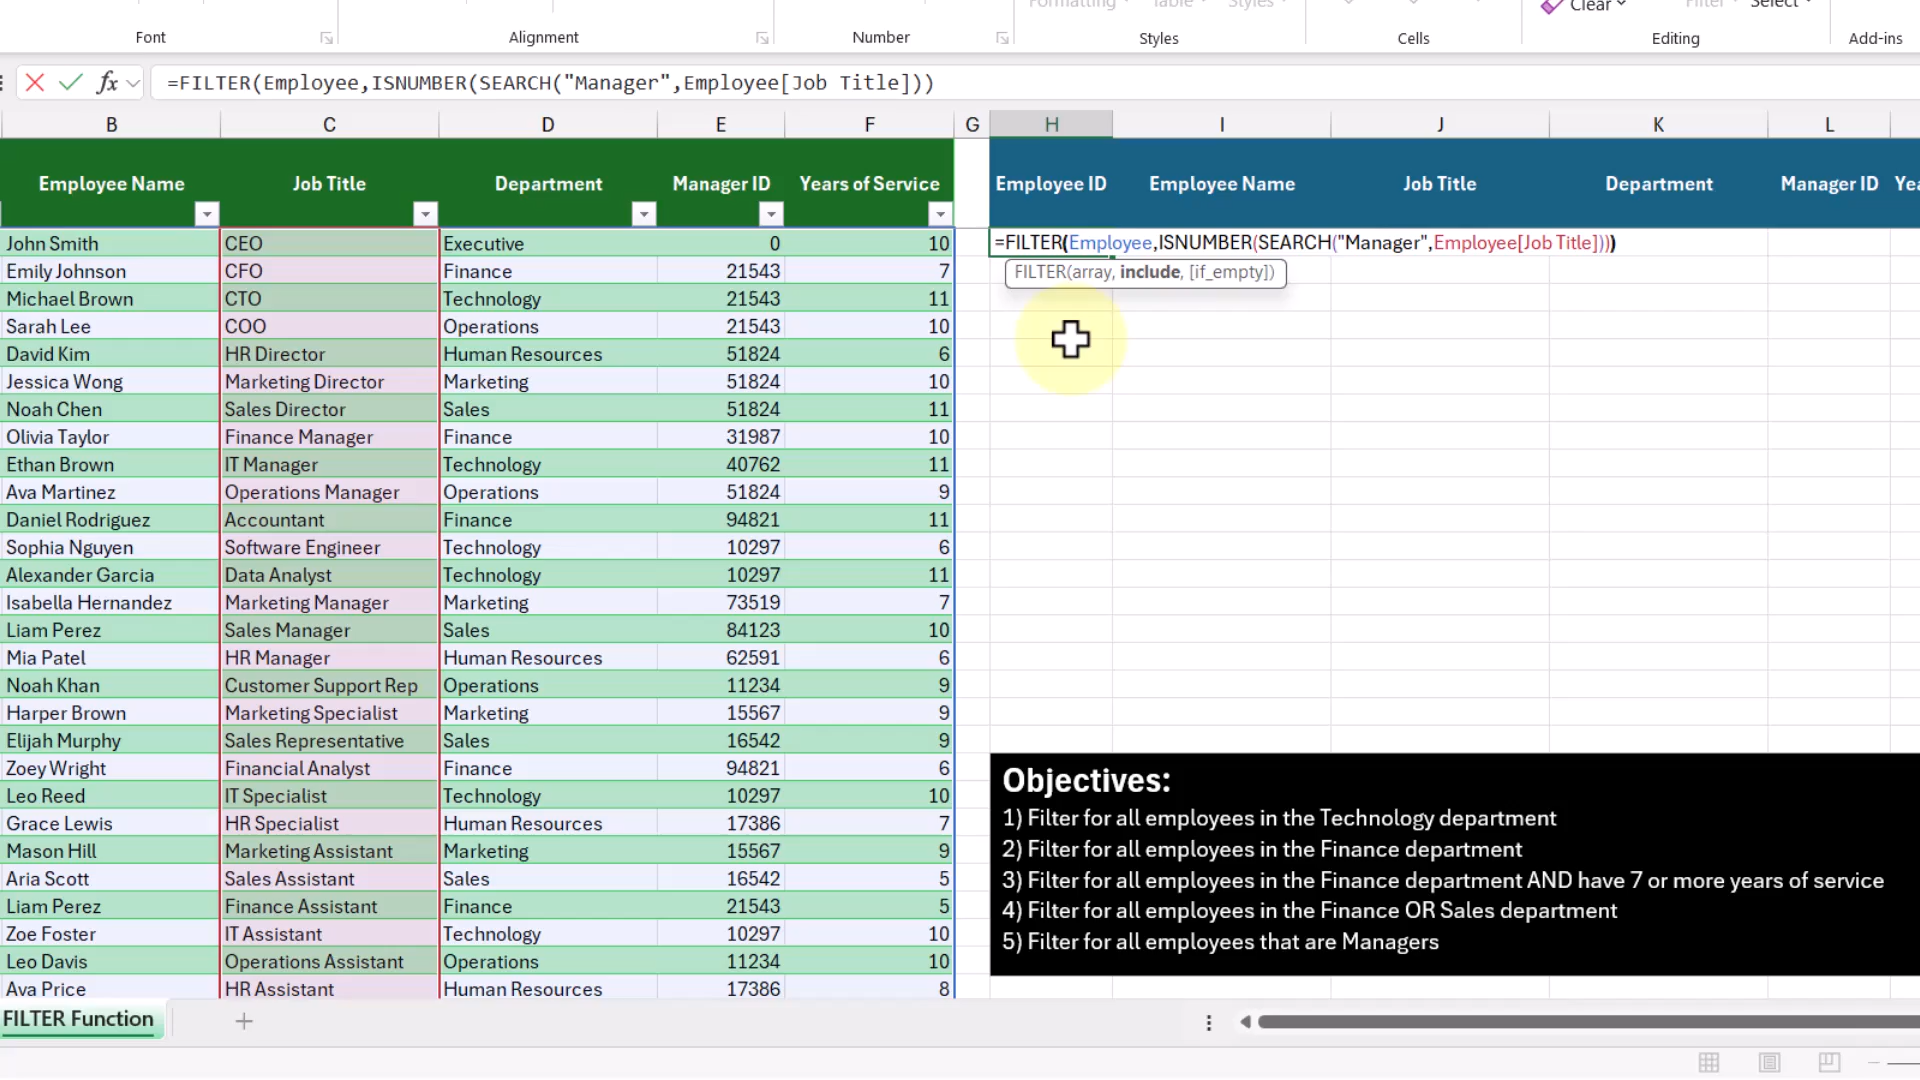 Formatting Table Styles Clear Filter Select
Font Alignment Number Styles Cells Editing Add-ins
fx =FILTER(Employee,ISNUMBER(SEARCH("Manager",Employee[Job Title]))
B C D E F G H I J K L
Employee Name Job Title Department Manager ID Years of Service Employee ID Employee Name Job Title Department Manager ID Yea
John Smith CEO Executive 0 10 =FILTER(Employee,ISNUMBER(SEARCH("Manager",Employee[Job Title])))
Emily Johnson CFO Finance 21543 7 FILTER(array, include, [if_empty])
Michael Brown CTO Technology 21543 11
Sarah Lee COO Operations 21543 10
David Kim HR Director Human Resources 51824 6
Jessica Wong Marketing Director Marketing 51824 10
Noah Chen Sales Director Sales 51824 11
Olivia Taylor Finance Manager Finance 31987 10
Ethan Brown IT Manager Technology 40762 11
Ava Martinez Operations Manager Operations 51824 9
Daniel Rodriguez Accountant Finance 94821 11
Sophia Nguyen Software Engineer Technology 10297 6
Alexander Garcia Data Analyst Technology 10297 11
Isabella Hernandez Marketing Manager Marketing 73519 7
Liam Perez Sales Manager Sales 84123 10
Mia Patel HR Manager Human Resources 62591 6
Noah Khan Customer Support Rep Operations 11234 9
Harper Brown Marketing Specialist Marketing 15567 9
Elijah Murphy Sales Representative Sales 16542 9
Zoey Wright Financial Analyst Finance 94821 6
Leo Reed IT Specialist Technology 10297 10
Grace Lewis HR Specialist Human Resources 17386 7
Mason Hill Marketing Assistant Marketing 15567 9
Aria Scott Sales Assistant Sales 16542 5
Liam Perez Finance Assistant Finance 21543 5
Zoe Foster IT Assistant Technology 10297 10
Leo Davis Operations Assistant Operations 11234 10
Ava Price HR Assistant Human Resources 17386 8
Objectives:
1) Filter for all employees in the Technology department
2) Filter for all employees in the Finance department
3) Filter for all employees in the Finance department AND have 7 or more years of service
4) Filter for all employees in the Finance OR Sales department
5) Filter for all employees that are Managers
FILTER Function